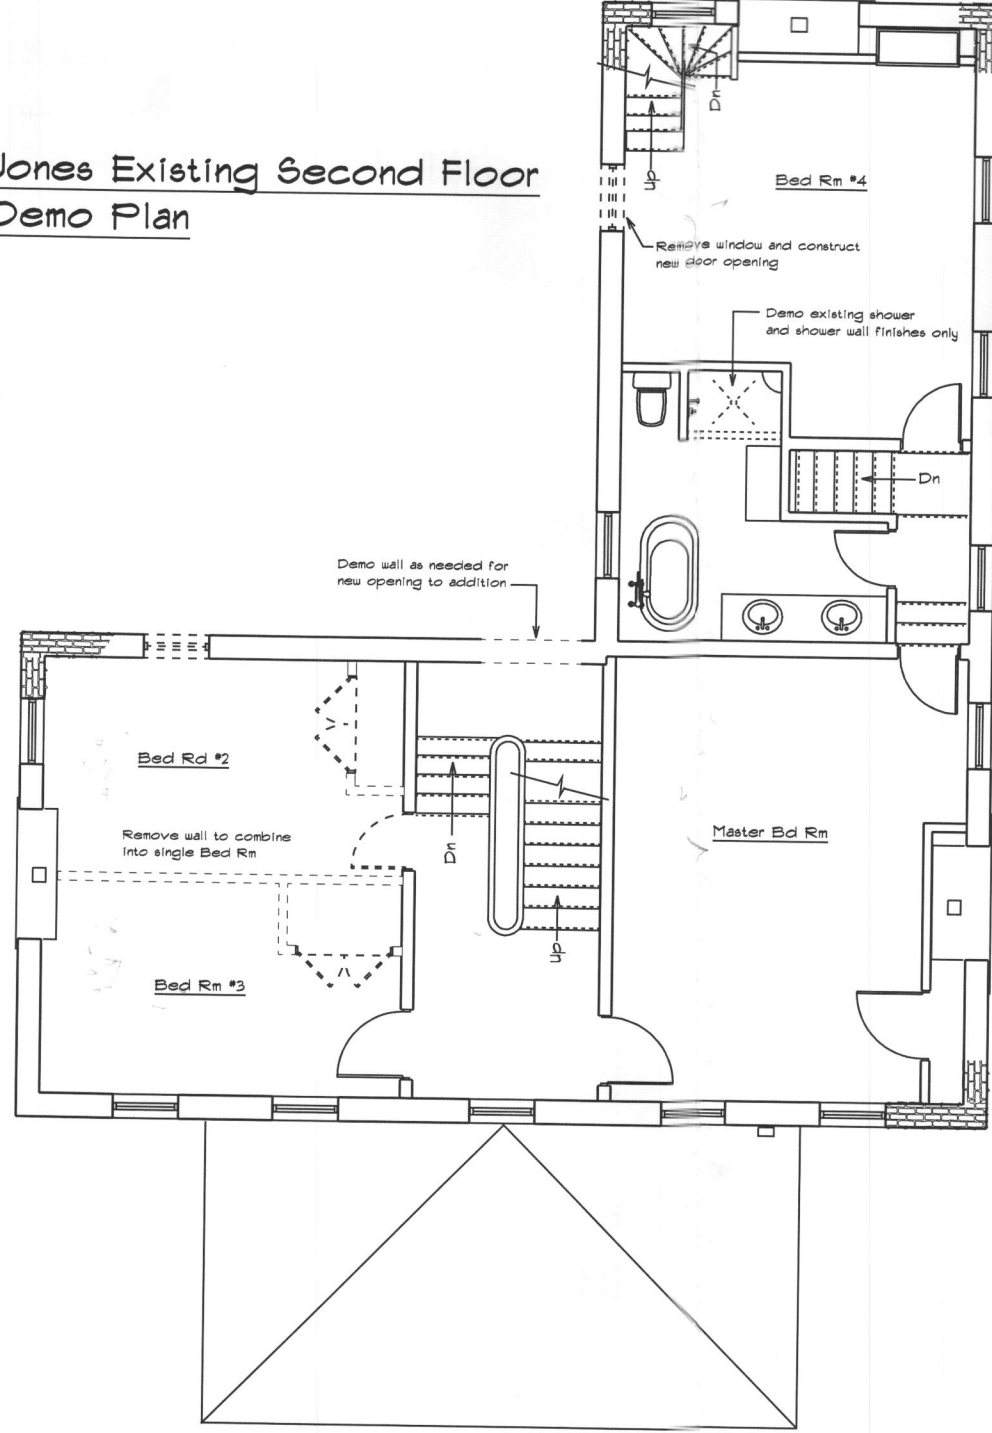 Jones Existing Second Floor
Demo Plan
Dn
up
Bed Rm #4
Remove window and construct
new door opening
Demo existing shower
and shower wall finishes only
Dn
Demo wall as needed for
new opening to addition
Bed Rd #2
Remove wall to combine
into single Bed Rm
Dn
Master Bd Rm
up
Bed Rm #3